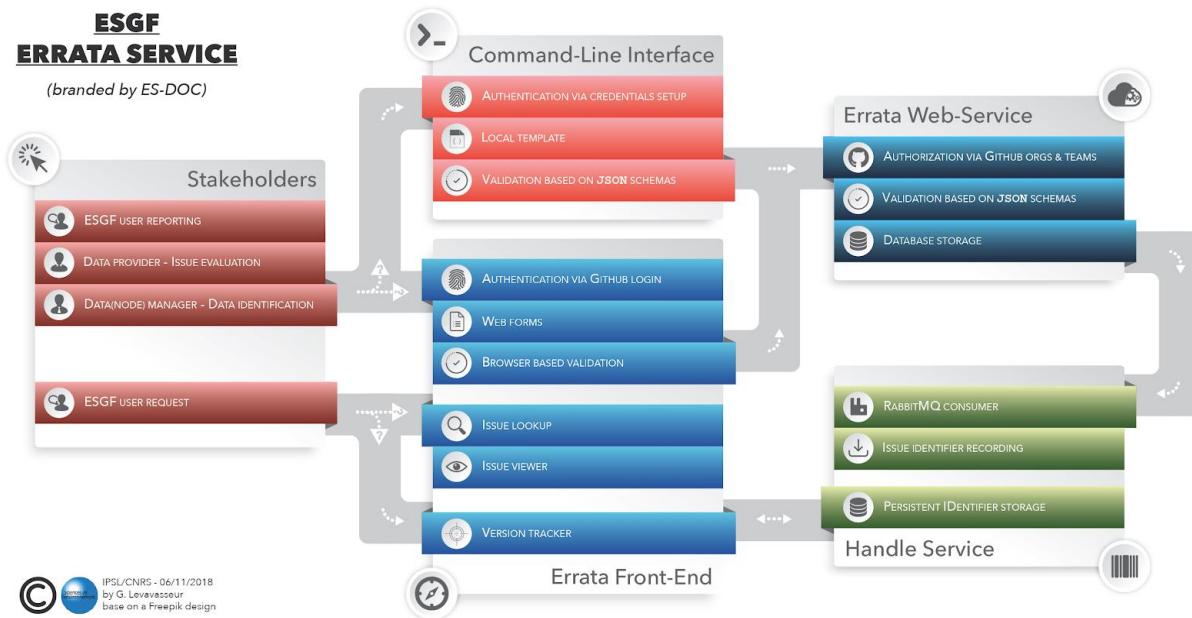 ESGF
ERRATA SERVICE
(branded by ES-DOC)
Stakeholders
ESGF USER REPORTING
DATA PROVIDER - ISSUE EVALUATION
DATA(NODE) MANAGER - DATA IDENTIFICATION
ESGF USER REQUEST
Command-Line Interface
AUTHENTICATION VIA CREDENTIALS SETUP
LOCAL TEMPLATE
VALIDATION BASED ON JSON SCHEMAS
AUTHENTICATION VIA GITHUB LOGIN
WEB FORMS
BROWSER BASED VALIDATION
ISSUE LOOKUP
ISSUE VIEWER
VERSION TRACKER
Errata Front-End
Errata Web-Service
AUTHORIZATION VIA GITHUB ORGS & TEAMS
VALIDATION BASED ON JSON SCHEMAS
DATABASE STORAGE
RABBITMQ CONSUMER
ISSUE IDENTIFIER RECORDING
PERSISTENT IDENTIFIER STORAGE
Handle Service
?
?
©
IPSL/CNRS - 06/11/2018
by G. Levavasseur
base on a Freepik design